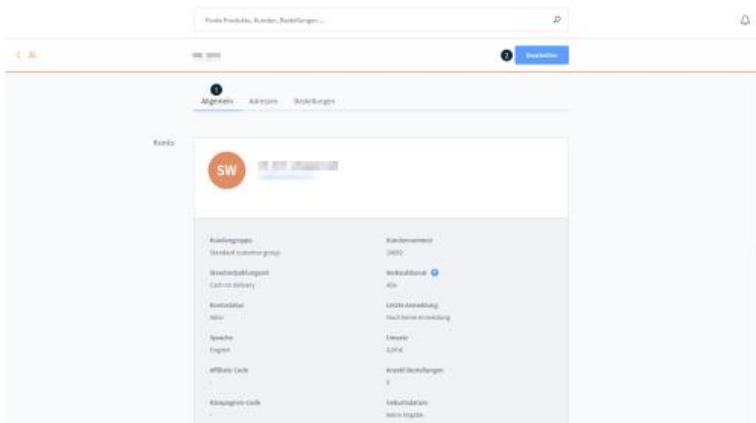 Finde Produkte, Kunden, Bestellungen ...
2 Bearbeiten
1
Allgemein Adressen Bestellungen
Konto
SW
Kundengruppe Kundennummer
Standard customer group
Standardzahlungsart Verkaufskanal
Cash on delivery
Kontostatus Letzte Anmeldung
Aktiv Noch keine Anmeldung
Sprache Umsatz
English 0,00 €
Affiliate-Code Anzahl Bestellungen
- 0
Kampagnen-Code Geburtsdatum
- Keine Angabe